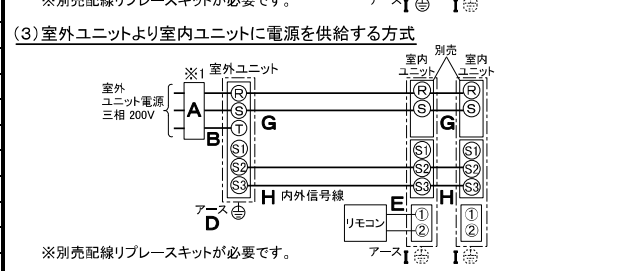 ※別売配線リプレースキットが必要です。
アース I I
(3)室外ユニットより室内ユニットに電源を供給する方式
別売
※1 室外ユニット
室内ユニット
室内ユニット
室外ユニット電源
三相 200V
A
B
R
S
T
S1
S2
S3
G
H 内外信号線
アース
D
R
S
S1
S2
S3
G
H
R
S
S1
S2
S3
E
リモコン
①
②
①
②
※別売配線リプレースキットが必要です。
アース I I